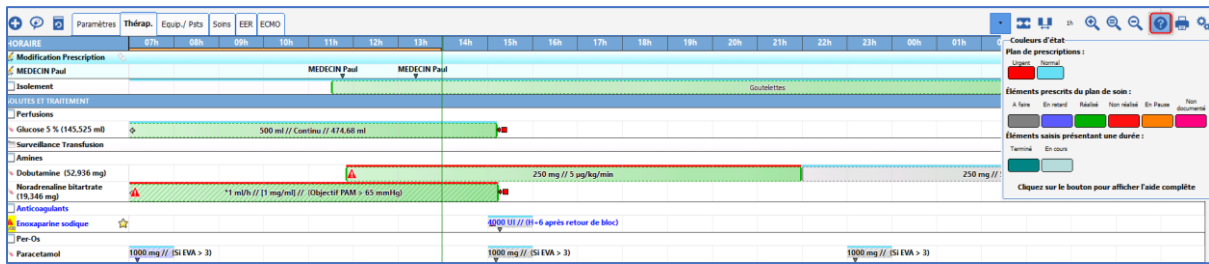 Paramètres Thérap. Equip./ Psts Soins EER ECMO 1h
HORAIRE 07h 08h 09h 10h 11h 12h 13h 14h 15h 16h 17h 18h 19h 20h 21h 22h 23h 00h 01h
Couleurs d'état
Plan de prescriptions :
Urgent Normal
Éléments prescrits du plan de soin :
A faire En retard Réalisé Non réalisé En Pause Non documenté
Éléments saisis présentant une durée :
Terminé En cours
Cliquez sur le bouton pour afficher l'aide complète
Modification Prescription
MEDECIN Paul MEDECIN Paul MEDECIN Paul
Isolement Goutelettes
SOLUTES ET TRAITEMENT
Perfusions
Glucose 5 % (145,525 ml) 500 ml // Continu // 474,68 ml
Surveillance Transfusion
Amines
Dobutamine (52,936 mg) 250 mg // 5 µg/kg/min 250 mg //
Noradrenaline bitartrate
(19,346 mg) *1 ml/h // [1 mg/ml] // (Objectif PAM > 65 mmHg)
Anticoagulants
Enoxaparine sodique 4000 UI // (H+6 après retour de bloc)
Per-Os
Paracetamol 1000 mg // (Si EVA > 3) 1000 mg // (Si EVA > 3) 1000 mg // (Si EVA > 3)